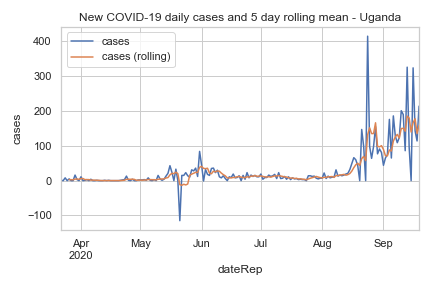 New COVID-19 daily cases and 5 day rolling mean - Uganda
cases
cases (rolling)
400
300
200
100
0
−100
cases
Apr
2020
May
Jun
Jul
Aug
Sep
dateRep